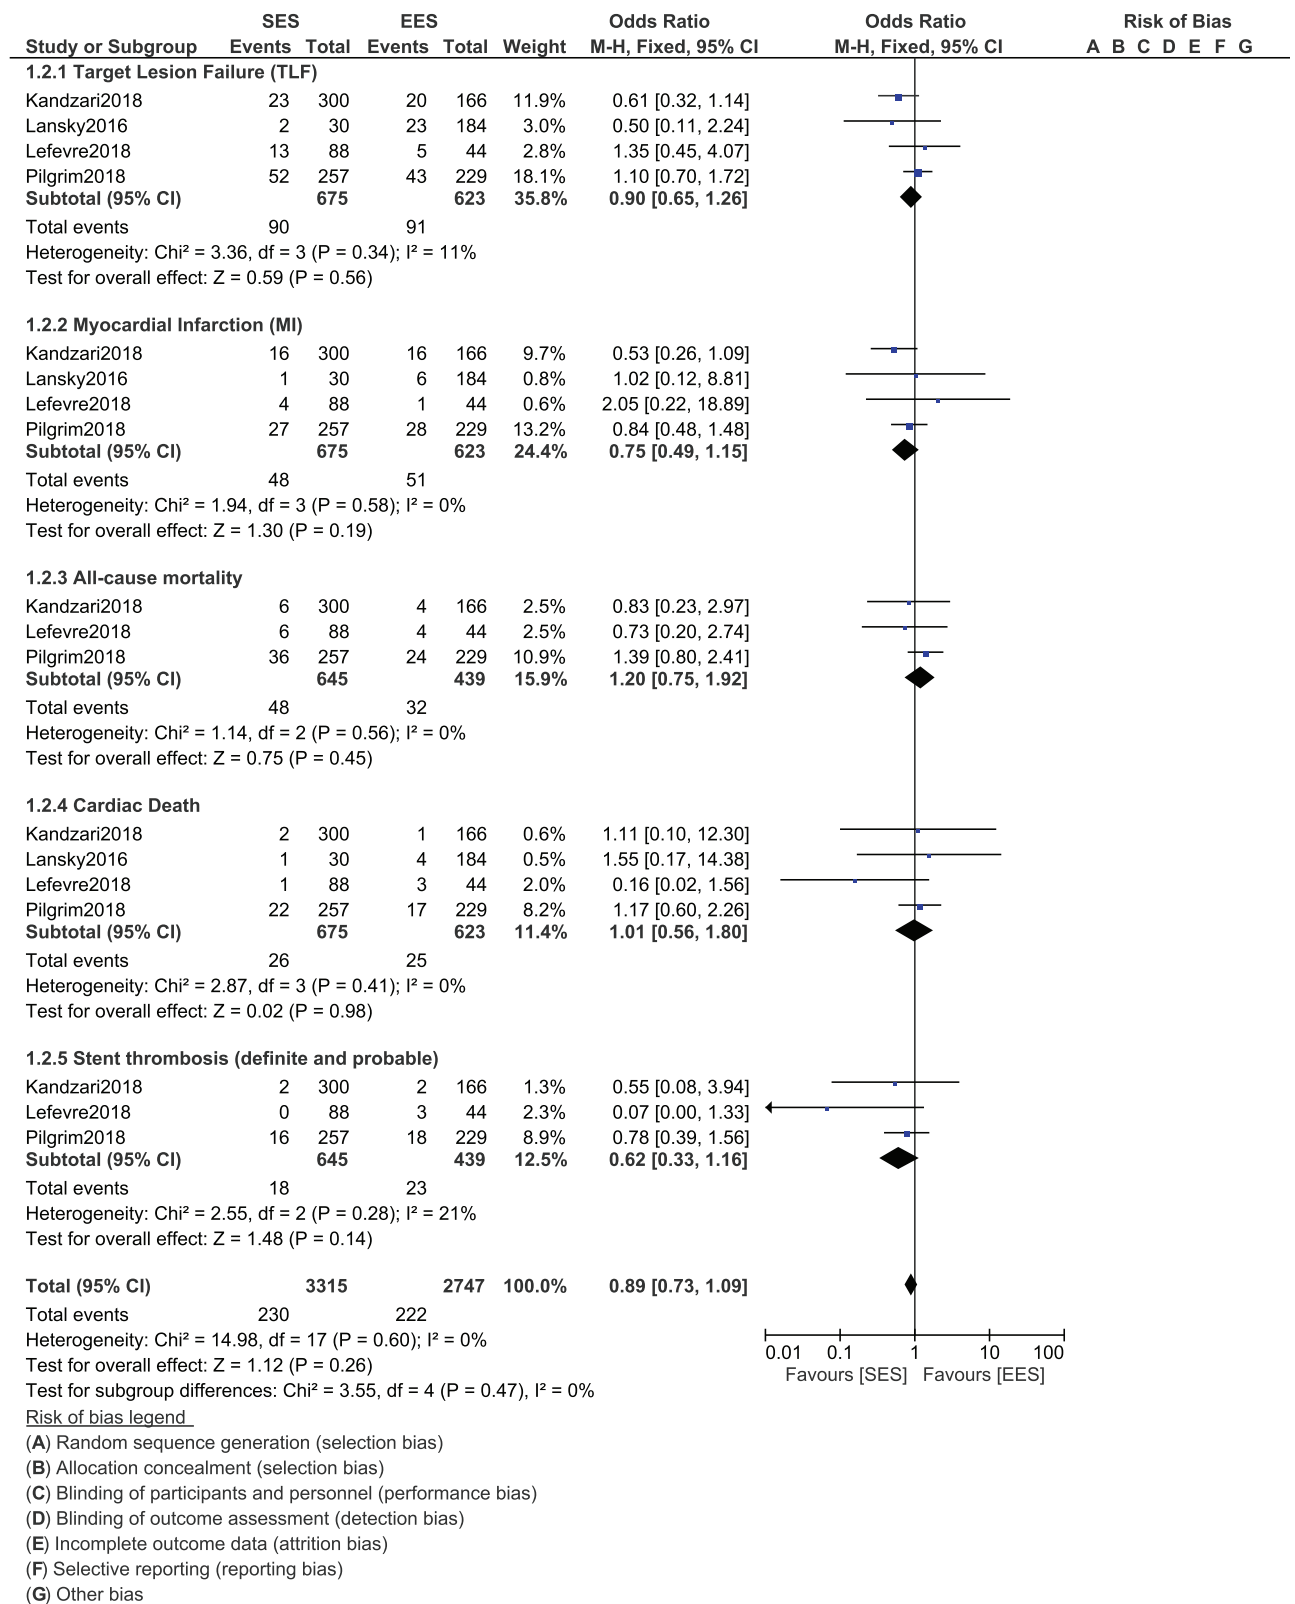 SES EES Odds Ratio Odds Ratio Risk of Bias
Study or Subgroup Events Total Events Total Weight M-H, Fixed, 95% CI M-H, Fixed, 95% CI A B C D E F G
1.2.1 Target Lesion Failure (TLF)
Kandzari2018 23 300 20 166 11.9% 0.61 [0.32, 1.14]
Lansky2016 2 30 23 184 3.0% 0.50 [0.11, 2.24]
Lefevre2018 13 88 5 44 2.8% 1.35 [0.45, 4.07]
Pilgrim2018 52 257 43 229 18.1% 1.10 [0.70, 1.72]
Subtotal (95% CI) 675 623 35.8% 0.90 [0.65, 1.26]
Total events 90 91
Heterogeneity: Chi² = 3.36, df = 3 (P = 0.34); I² = 11%
Test for overall effect: Z = 0.59 (P = 0.56)
1.2.2 Myocardial Infarction (MI)
Kandzari2018 16 300 16 166 9.7% 0.53 [0.26, 1.09]
Lansky2016 1 30 6 184 0.8% 1.02 [0.12, 8.81]
Lefevre2018 4 88 1 44 0.6% 2.05 [0.22, 18.89]
Pilgrim2018 27 257 28 229 13.2% 0.84 [0.48, 1.48]
Subtotal (95% CI) 675 623 24.4% 0.75 [0.49, 1.15]
Total events 48 51
Heterogeneity: Chi² = 1.94, df = 3 (P = 0.58); I² = 0%
Test for overall effect: Z = 1.30 (P = 0.19)
1.2.3 All-cause mortality
Kandzari2018 6 300 4 166 2.5% 0.83 [0.23, 2.97]
Lefevre2018 6 88 4 44 2.5% 0.73 [0.20, 2.74]
Pilgrim2018 36 257 24 229 10.9% 1.39 [0.80, 2.41]
Subtotal (95% CI) 645 439 15.9% 1.20 [0.75, 1.92]
Total events 48 32
Heterogeneity: Chi² = 1.14, df = 2 (P = 0.56); I² = 0%
Test for overall effect: Z = 0.75 (P = 0.45)
1.2.4 Cardiac Death
Kandzari2018 2 300 1 166 0.6% 1.11 [0.10, 12.30]
Lansky2016 1 30 4 184 0.5% 1.55 [0.17, 14.38]
Lefevre2018 1 88 3 44 2.0% 0.16 [0.02, 1.56]
Pilgrim2018 22 257 17 229 8.2% 1.17 [0.60, 2.26]
Subtotal (95% CI) 675 623 11.4% 1.01 [0.56, 1.80]
Total events 26 25
Heterogeneity: Chi² = 2.87, df = 3 (P = 0.41); I² = 0%
Test for overall effect: Z = 0.02 (P = 0.98)
1.2.5 Stent thrombosis (definite and probable)
Kandzari2018 2 300 2 166 1.3% 0.55 [0.08, 3.94]
Lefevre2018 0 88 3 44 2.3% 0.07 [0.00, 1.33]
Pilgrim2018 16 257 18 229 8.9% 0.78 [0.39, 1.56]
Subtotal (95% CI) 645 439 12.5% 0.62 [0.33, 1.16]
Total events 18 23
Heterogeneity: Chi² = 2.55, df = 2 (P = 0.28); I² = 21%
Test for overall effect: Z = 1.48 (P = 0.14)
Total (95% CI) 3315 2747 100.0% 0.89 [0.73, 1.09]
Total events 230 222
Heterogeneity: Chi² = 14.98, df = 17 (P = 0.60); I² = 0%
Test for overall effect: Z = 1.12 (P = 0.26)
Test for subgroup differences: Chi² = 3.55, df = 4 (P = 0.47), I² = 0%
0.01 0.1 1 10 100
Favours [SES] Favours [EES]
Risk of bias legend
(A) Random sequence generation (selection bias)
(B) Allocation concealment (selection bias)
(C) Blinding of participants and personnel (performance bias)
(D) Blinding of outcome assessment (detection bias)
(E) Incomplete outcome data (attrition bias)
(F) Selective reporting (reporting bias)
(G) Other bias